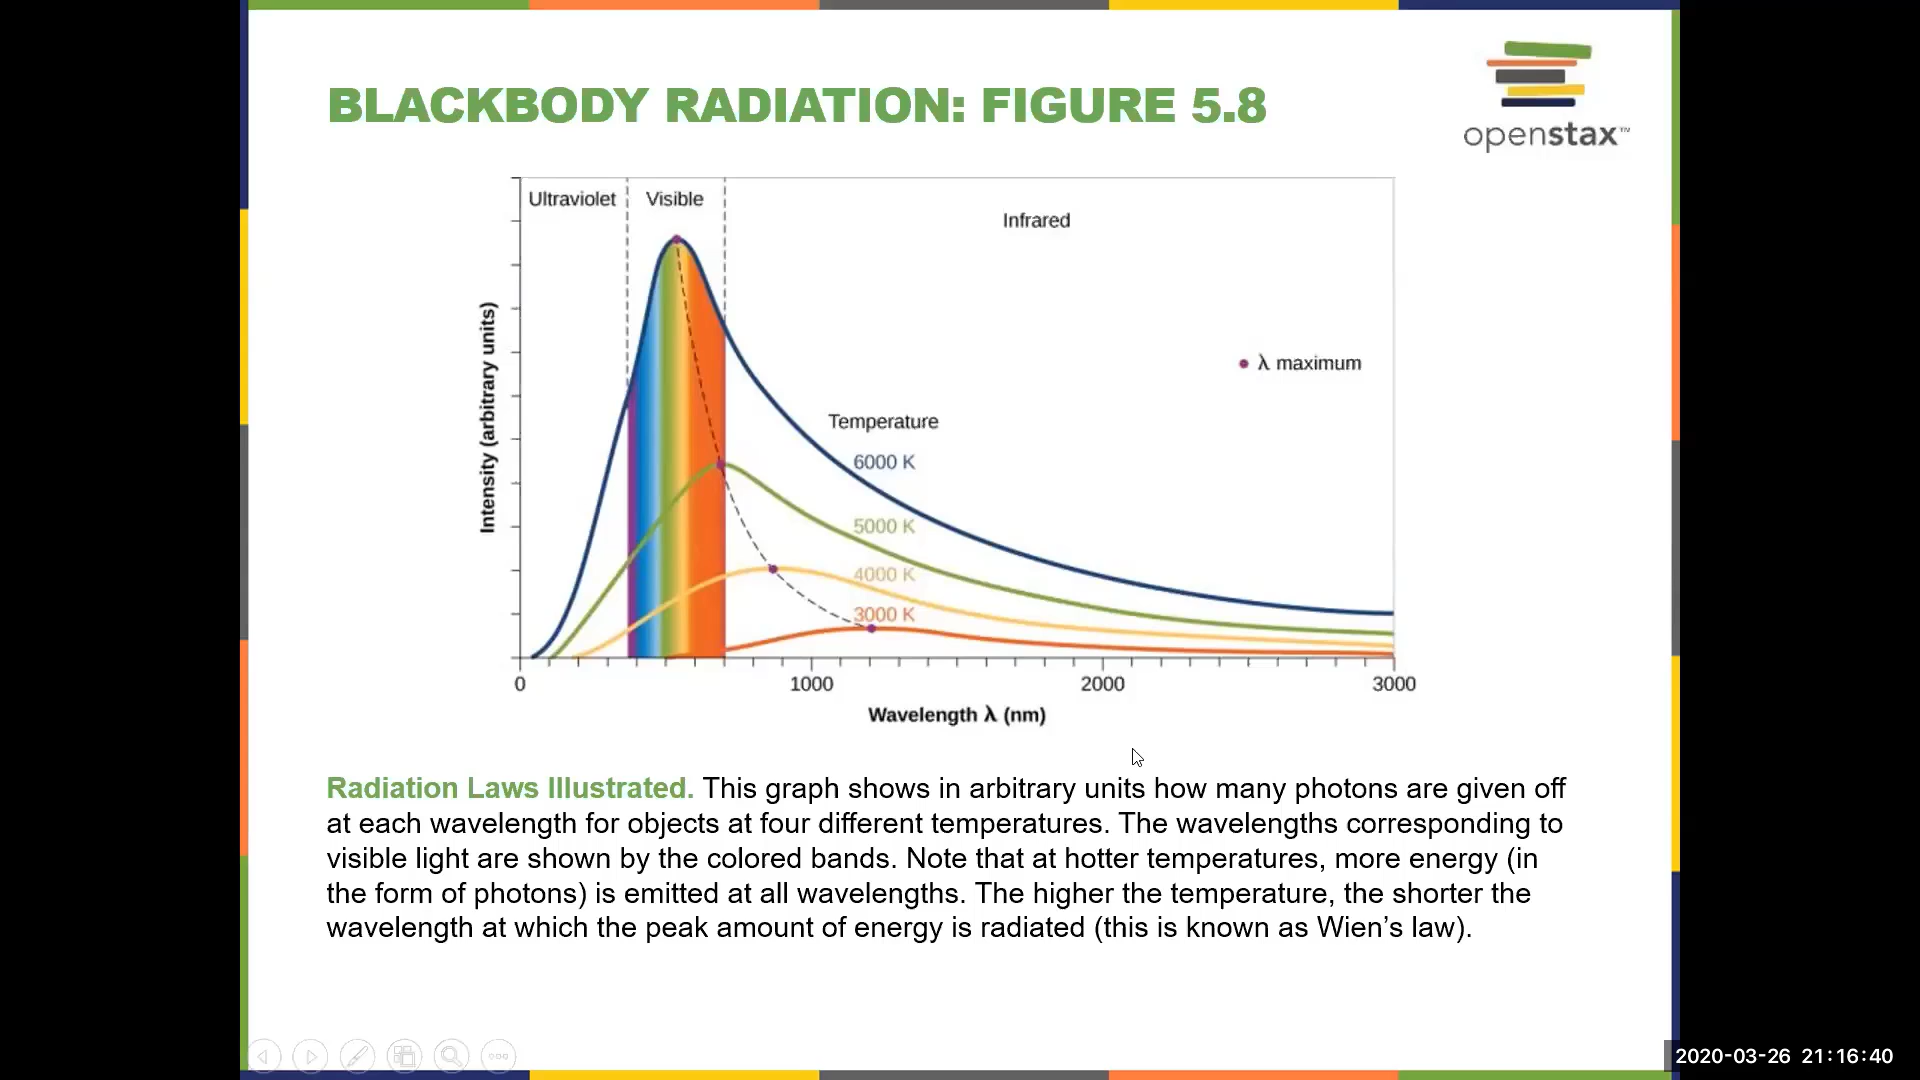 BLACKBODY RADIATION: FIGURE 5.8
openstax™
Ultraviolet
Visible
Infrared
λ maximum
Temperature
6000 K
5000 K
4000 K
3000 K
Intensity (arbitrary units)
0
1000
2000
3000
Wavelength λ (nm)
Radiation Laws Illustrated. This graph shows in arbitrary units how many photons are given off
at each wavelength for objects at four different temperatures. The wavelengths corresponding to
visible light are shown by the colored bands. Note that at hotter temperatures, more energy (in
the form of photons) is emitted at all wavelengths. The higher the temperature, the shorter the
wavelength at which the peak amount of energy is radiated (this is known as Wien’s law).
2020-03-26 21:16:40